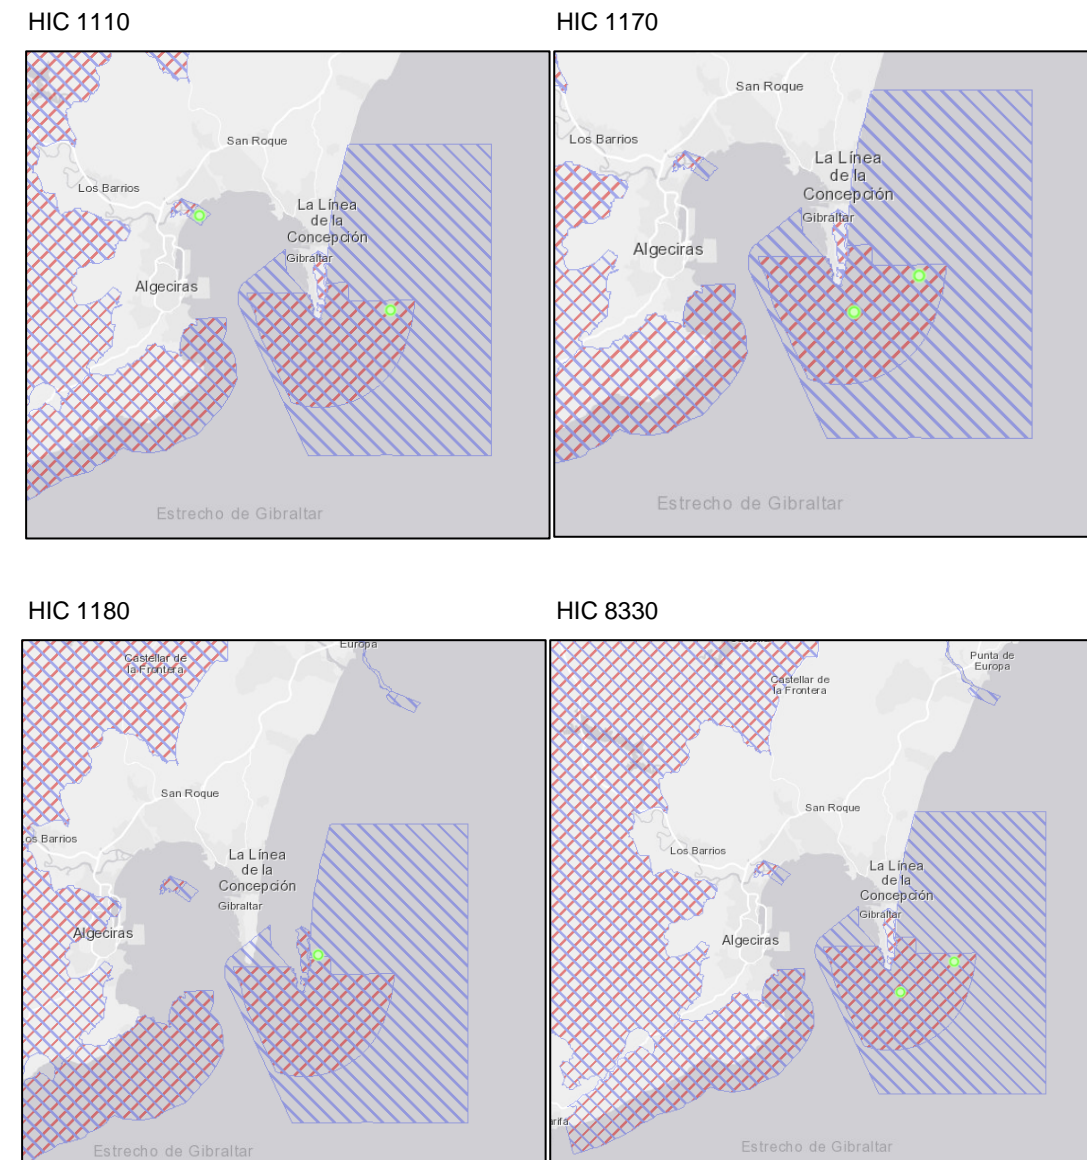 HIC 1110
HIC 1170
San Roque
Los Barrios
La Línea
de la
Concepción
Gibraltar
Algeciras
Estrecho de Gibraltar
San Roque
Los Barrios
La Línea
de la
Concepción
Gibraltar
Algeciras
Estrecho de Gibraltar
HIC 1180
HIC 8330
Europa
Castellar de
la Frontera
San Roque
os Barrios
La Línea
de la
Concepción
Gibraltar
Algeciras
Estrecho de Gibraltar
Punta de
Europa
Castellar de
la Frontera
San Roque
Los Barrios
La Línea
de la
Concepción
Gibraltar
Algeciras
arifa
Estrecho de Gibraltar